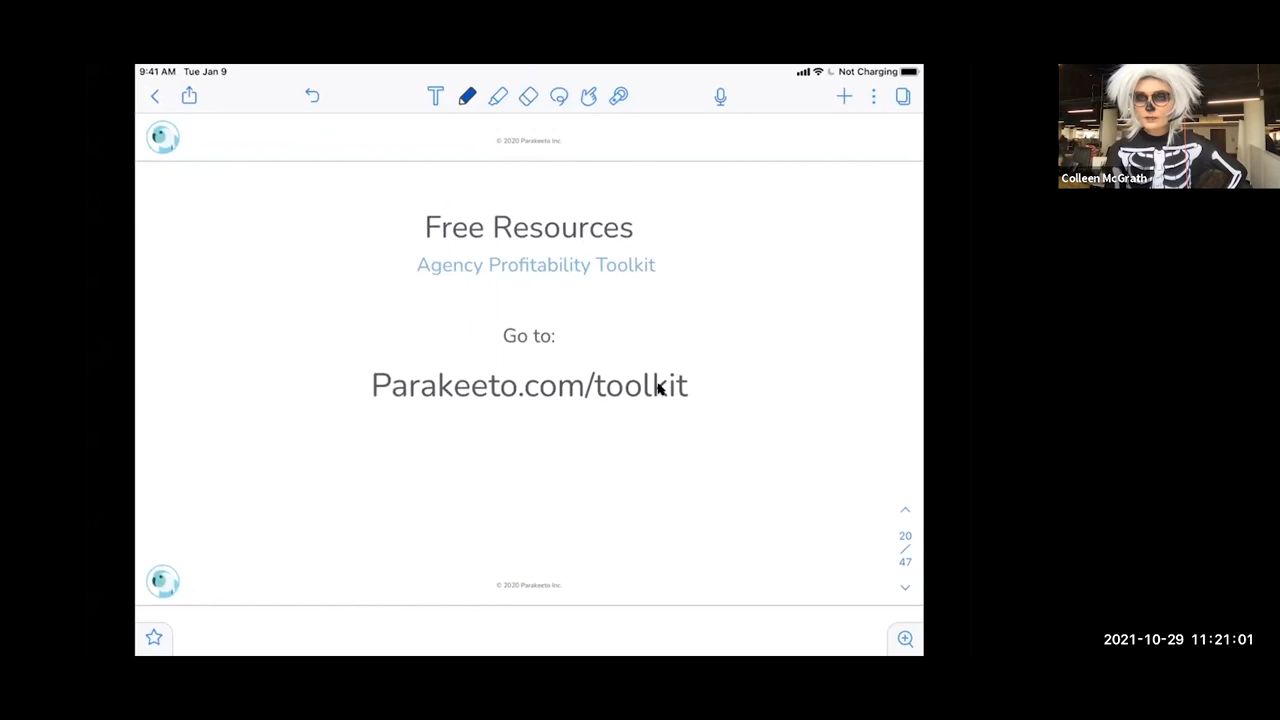 9:41 AM Tue Jan 9
Not Charging
© 2020 Parakeeto Inc.
Free Resources
Agency Profitability Toolkit
Go to:
Parakeeto.com/toolkit
20
47
© 2020 Parakeeto Inc.
Colleen McGrath
2021-10-29 11:21:01